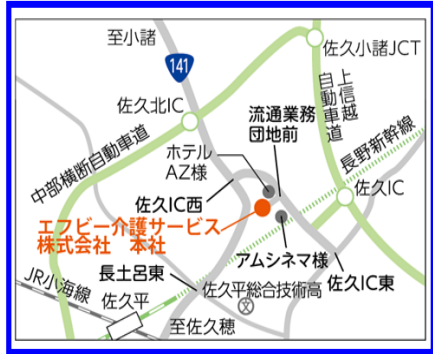 至小諸
佐久小諸JCT
141
佐久北IC
上信越
自動車道
流通業務
団地前
長野新幹線
中部横断自動車道
ホテル
AZ様
佐久IC西
佐久IC
エフビー介護サービス
株式会社 本社
アムシネマ様
長土呂東
JR小海線
佐久平総合技術高
佐久IC東
佐久平
文
至佐久穂